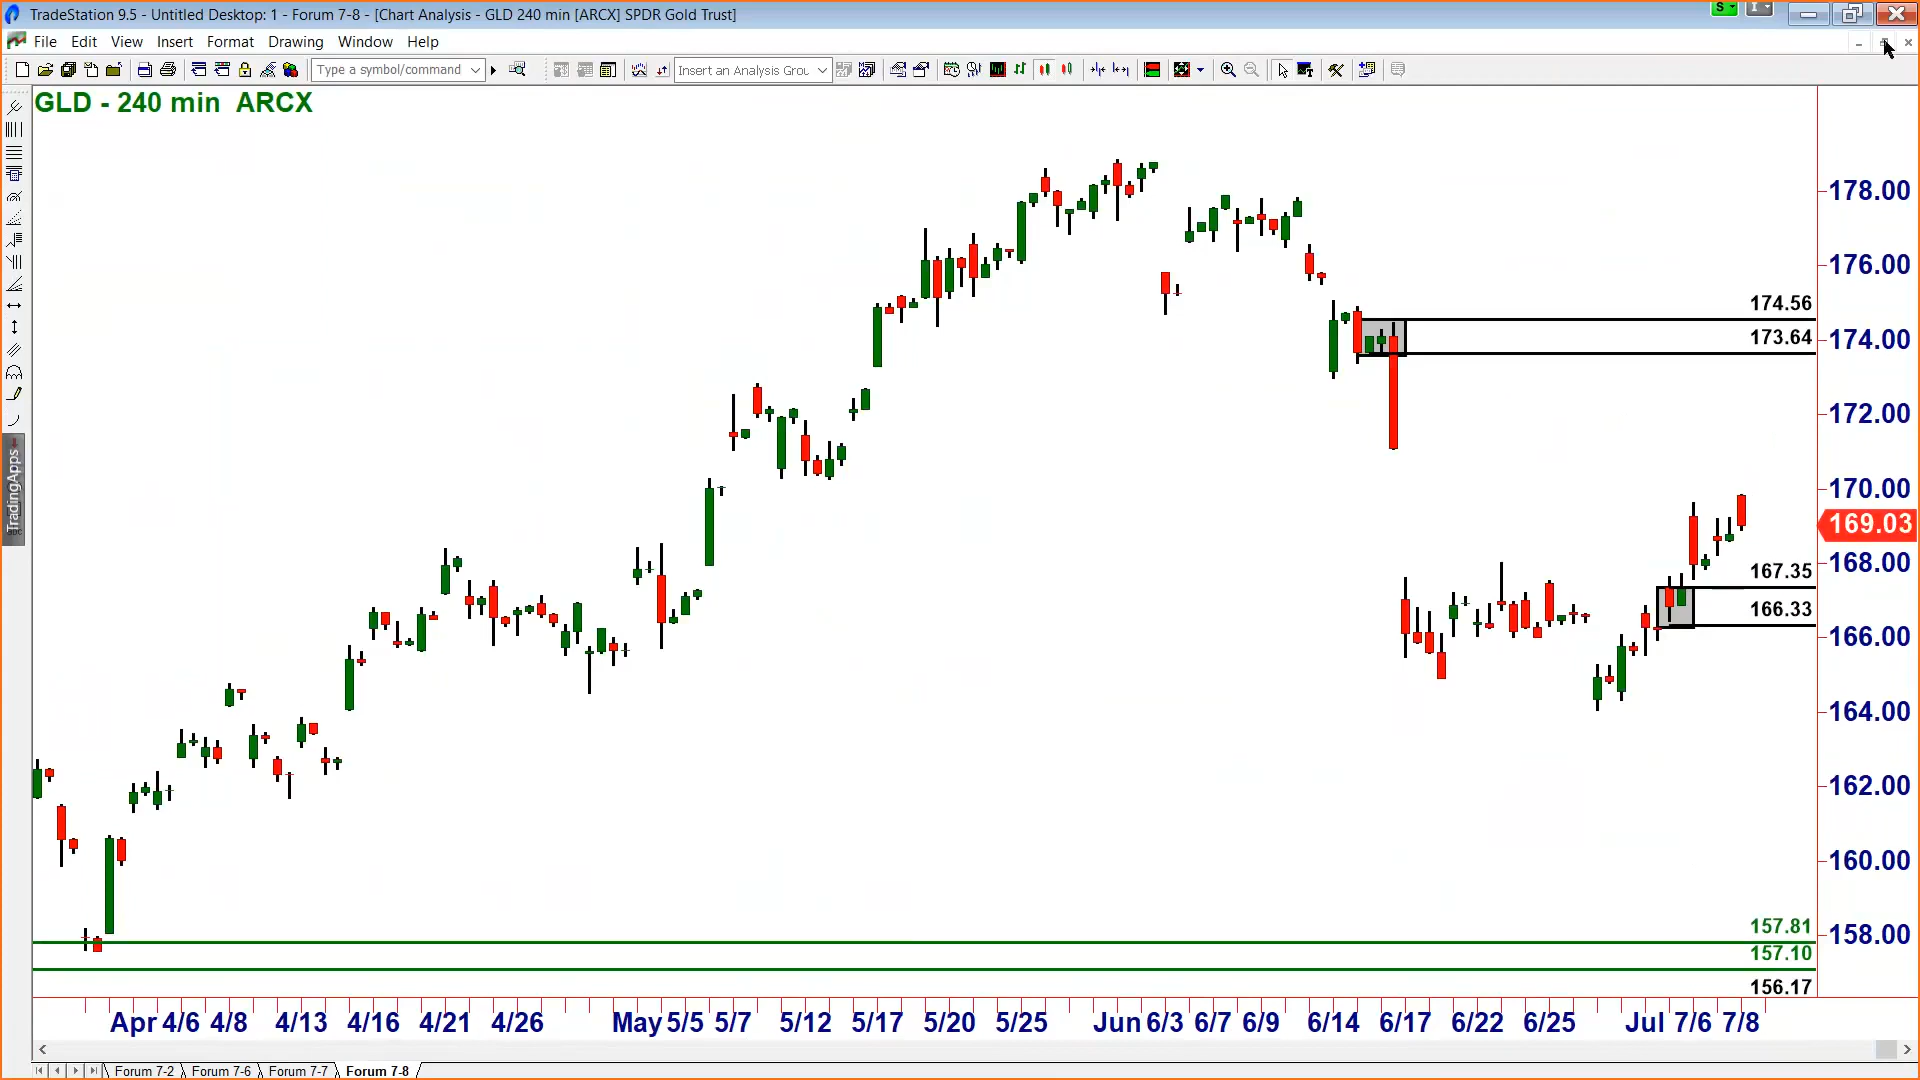 TradeStation 9.5 - Untitled Desktop: 1 - Forum 7-8 - [Chart Analysis - GLD 240 min [ARCX] SPDR Gold Trust]
S
I
File Edit View Insert Format Drawing Window Help
Type a symbol/command
Insert an Analysis Grou
GLD - 240 min ARCX
TradingApps
178.00
176.00
174.56
173.64
174.00
172.00
170.00
169.03
168.00
167.35
166.33
166.00
164.00
162.00
160.00
157.81
158.00
157.10
156.17
Apr 4/6 4/8 4/13 4/16 4/21 4/26 May 5/5 5/7 5/12 5/17 5/20 5/25 Jun 6/3 6/7 6/9 6/14 6/17 6/22 6/25 Jul 7/6 7/8
Forum 7-2 Forum 7-6 Forum 7-7 Forum 7-8